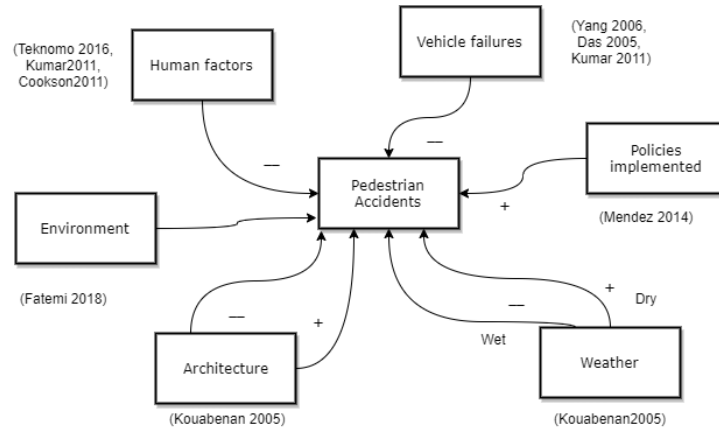 (Teknomo 2016,
Kumar2011,
Cookson2011)
Human factors
Vehicle failures
(Yang 2006,
Das 2005,
Kumar 2011)
—
—
Policies
implemented
Pedestrian
Accidents
+
(Mendez 2014)
Environment
(Fatemi 2018)
—
+
—
+
Dry
Wet
Architecture
Weather
(Kouabenan 2005)
(Kouabenan2005)